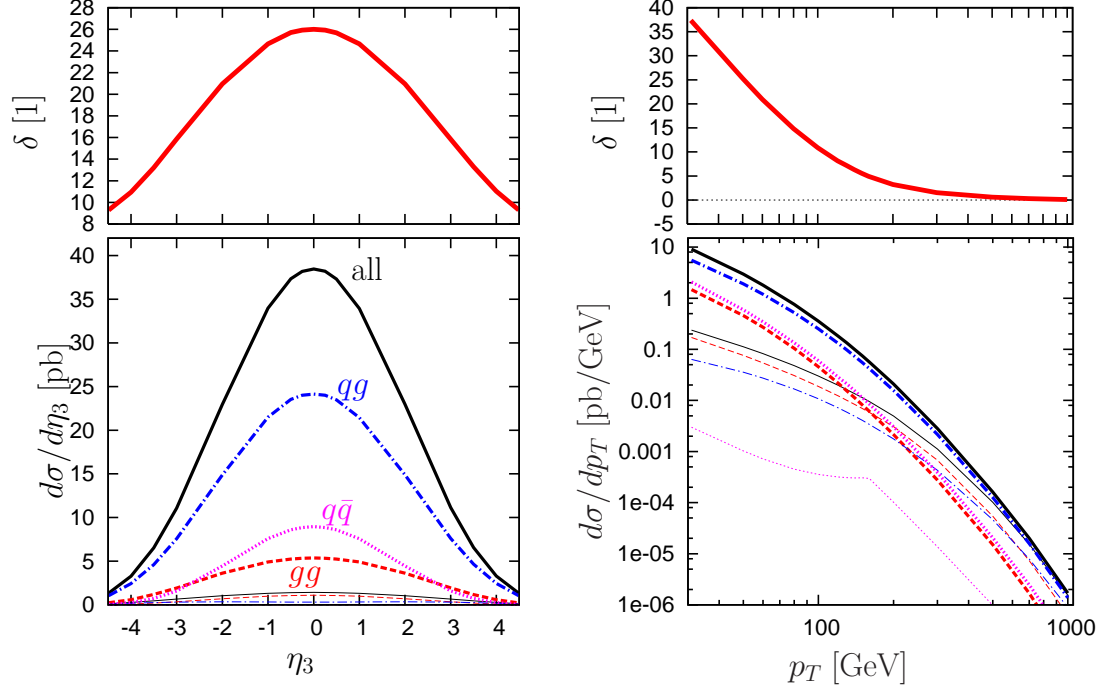 28
26
24
22
20
18
16
14
12
10
8
δ [1]
40
35
30
25
20
15
10
5
0
-5
δ [1]
40
35
30
25
20
15
10
5
0
dσ/dη₃ [pb]
all
qg
qq̄
gg
-4 -3 -2 -1 0 1 2 3 4
η₃
10
1
0.1
0.01
0.001
1e-04
1e-05
1e-06
dσ/dp_T [pb/GeV]
100 1000
p_T [GeV]